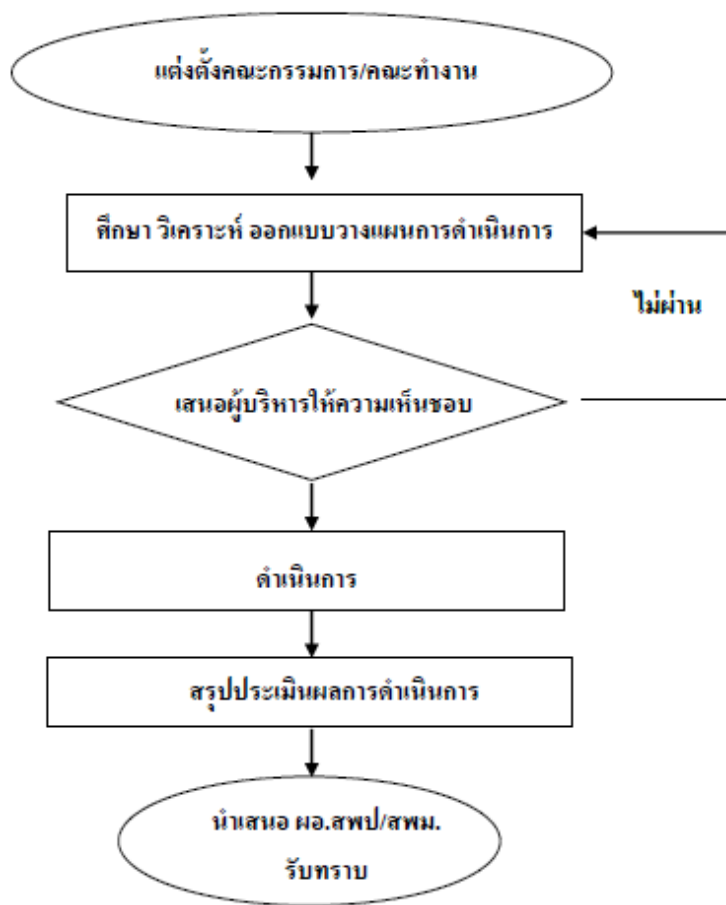 แต่งตั้งคณะกรรมการ/คณะทำงาน
ศึกษา วิเคราะห์ ออกแบบวางแผนการดำเนินการ
ไม่ผ่าน
เสนอผู้บริหารให้ความเห็นชอบ
ดำเนินการ
สรุปประเมินผลการดำเนินการ
นำเสนอ ผอ.สพป/สพม.
รับทราบ